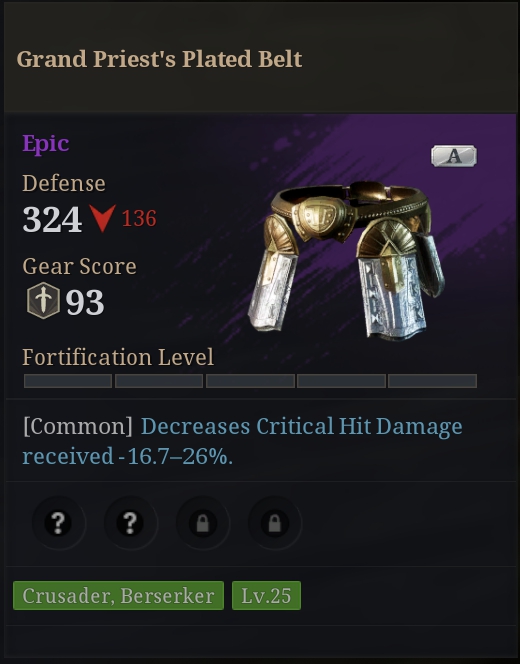 Grand Priest's Plated Belt
Epic
A
Defense
324 136
Gear Score
93
Fortification Level
[Common] Decreases Critical Hit Damage
received -16.7–26%.
? ?
Crusader, Berserker Lv.25